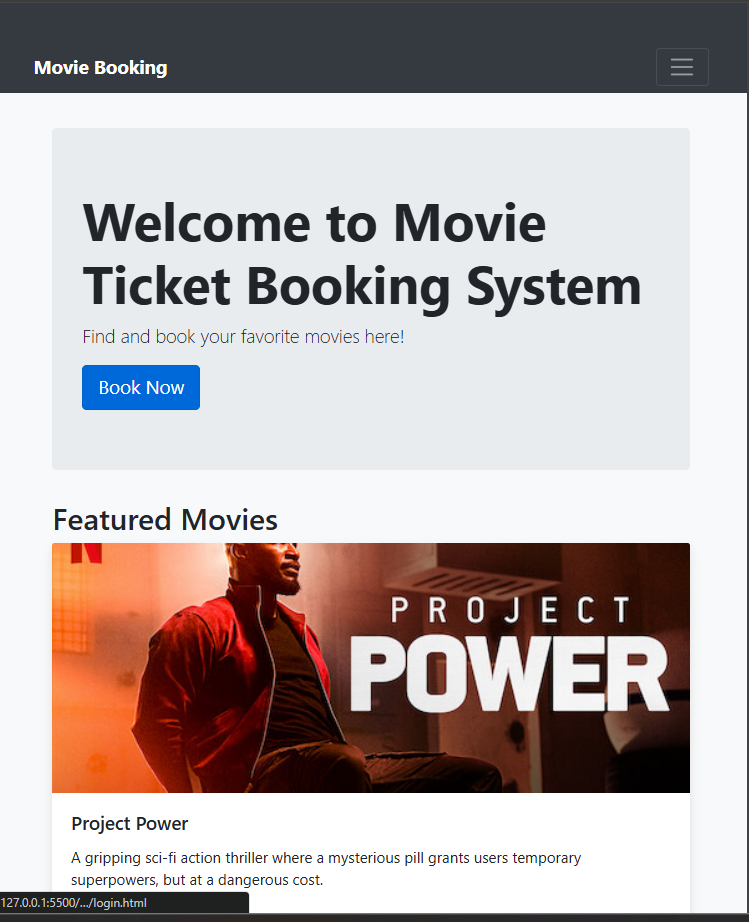 Movie Booking
Welcome to Movie
Ticket Booking System
Find and book your favorite movies here!
Book Now
Featured Movies
PROJECT
POWER
Project Power
A gripping sci-fi action thriller where a mysterious pill grants users temporary
superpowers, but at a dangerous cost.
127.0.0.1:5500/.../login.html